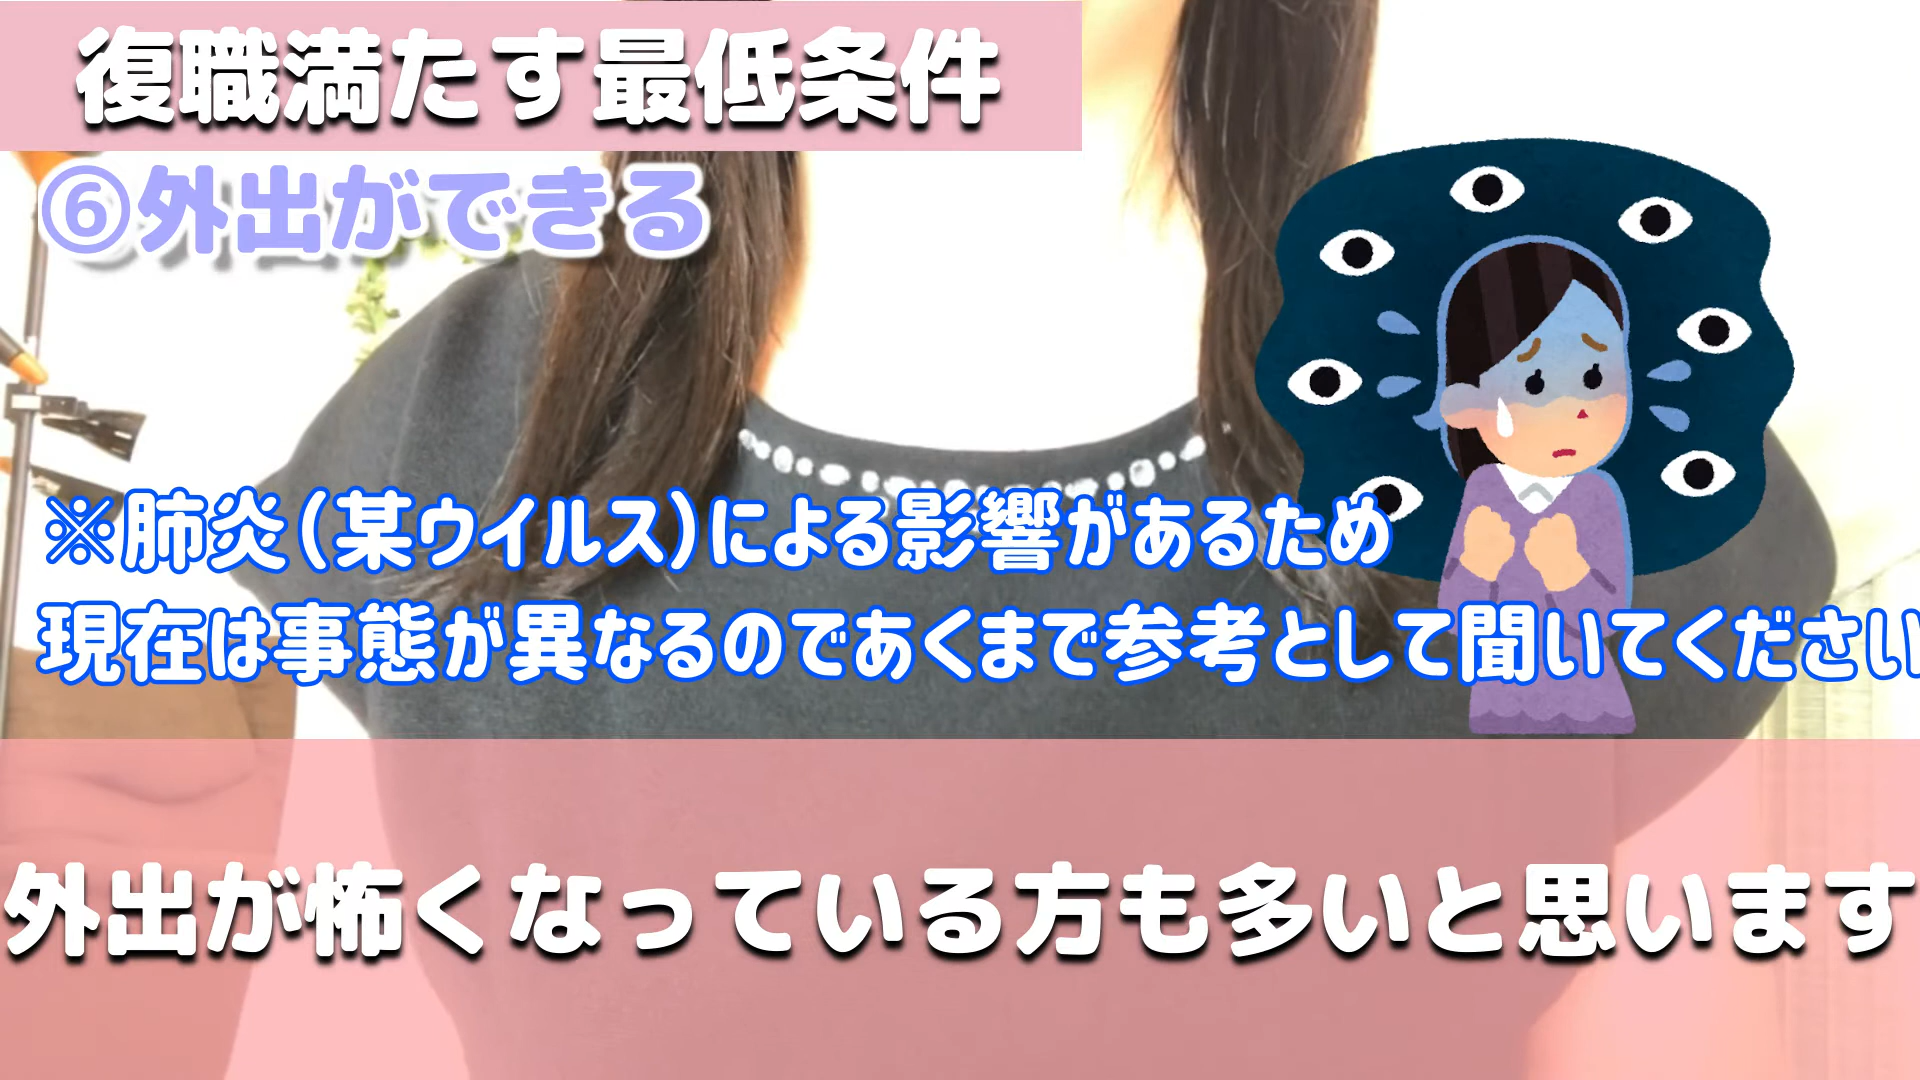 復職満たす最低条件
⑥外出ができる
※肺炎(某ウイルス)による影響があるため
現在は事態が異なるのであくまで参考として聞いてください
外出が怖くなっている方も多いと思います